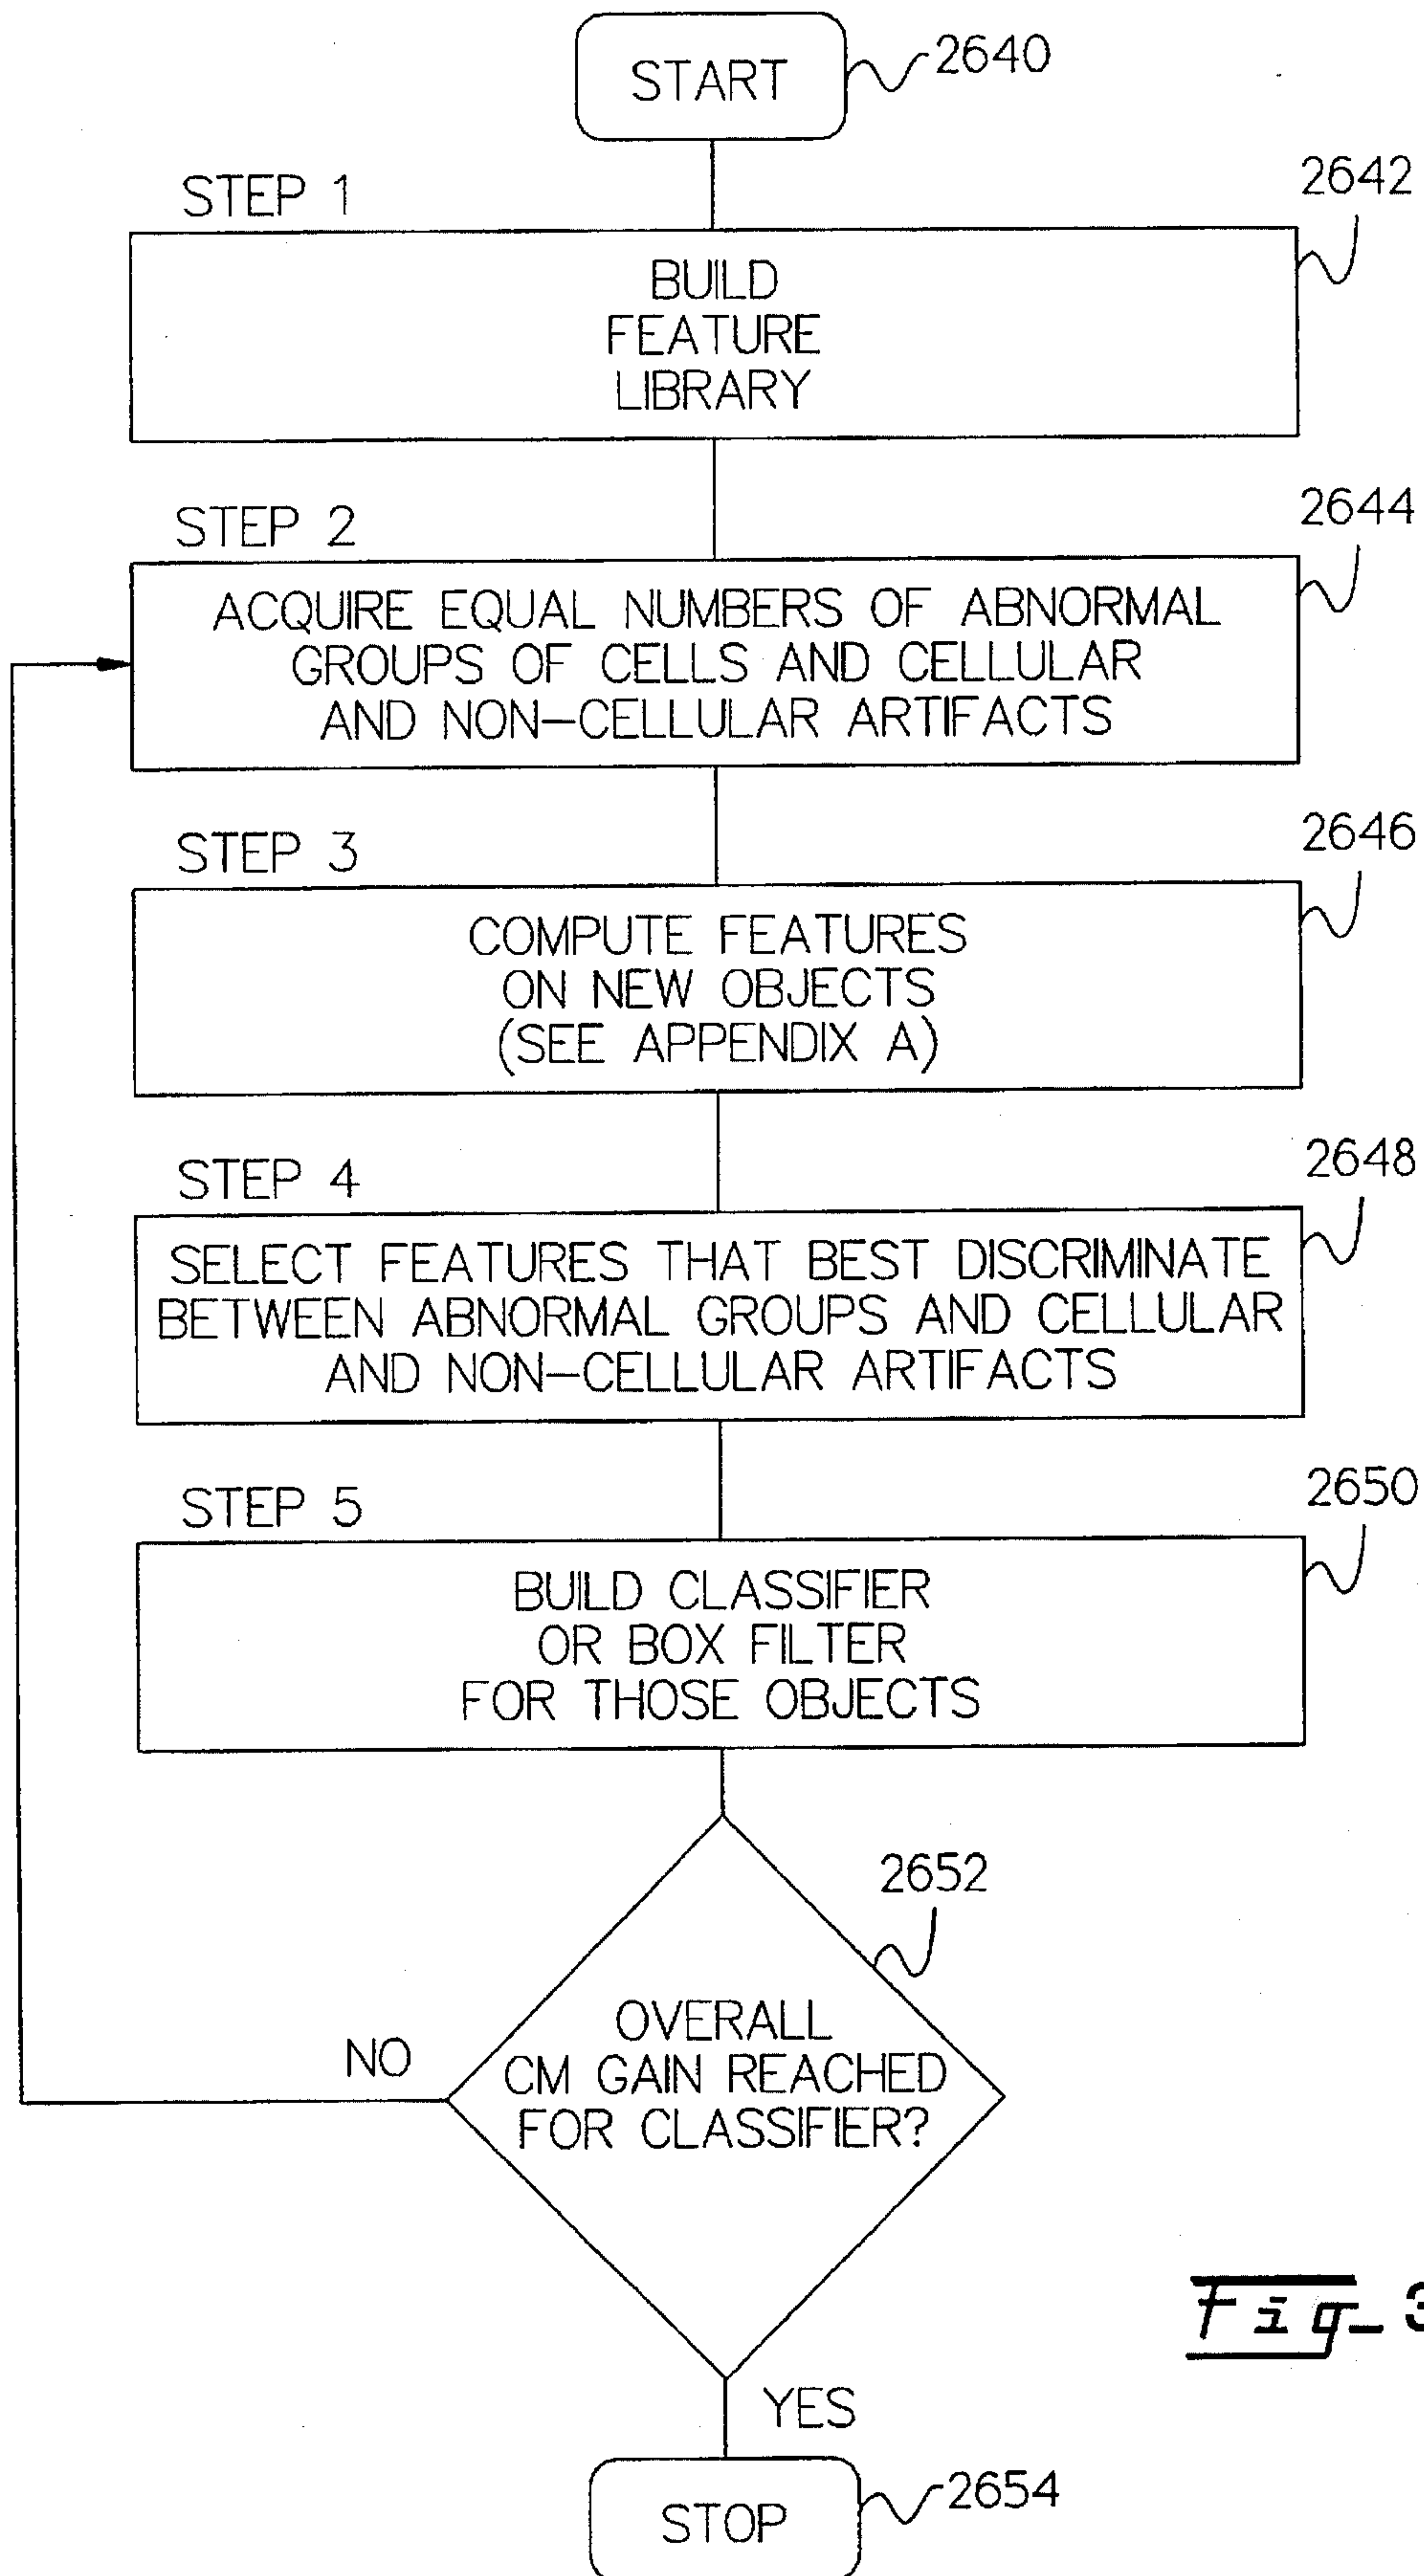 START
2640
STEP 1
2642
BUILD
FEATURE
LIBRARY
STEP 2
2644
ACQUIRE EQUAL NUMBERS OF ABNORMAL
GROUPS OF CELLS AND CELLULAR
AND NON-CELLULAR ARTIFACTS
STEP 3
2646
COMPUTE FEATURES
ON NEW OBJECTS
(SEE APPENDIX A)
STEP 4
2648
SELECT FEATURES THAT BEST DISCRIMINATE
BETWEEN ABNORMAL GROUPS AND CELLULAR
AND NON-CELLULAR ARTIFACTS
STEP 5
2650
BUILD CLASSIFIER
OR BOX FILTER
FOR THOSE OBJECTS
2652
OVERALL
CM GAIN REACHED
FOR CLASSIFIER?
NO
YES
Fig_ 3
STOP
2654